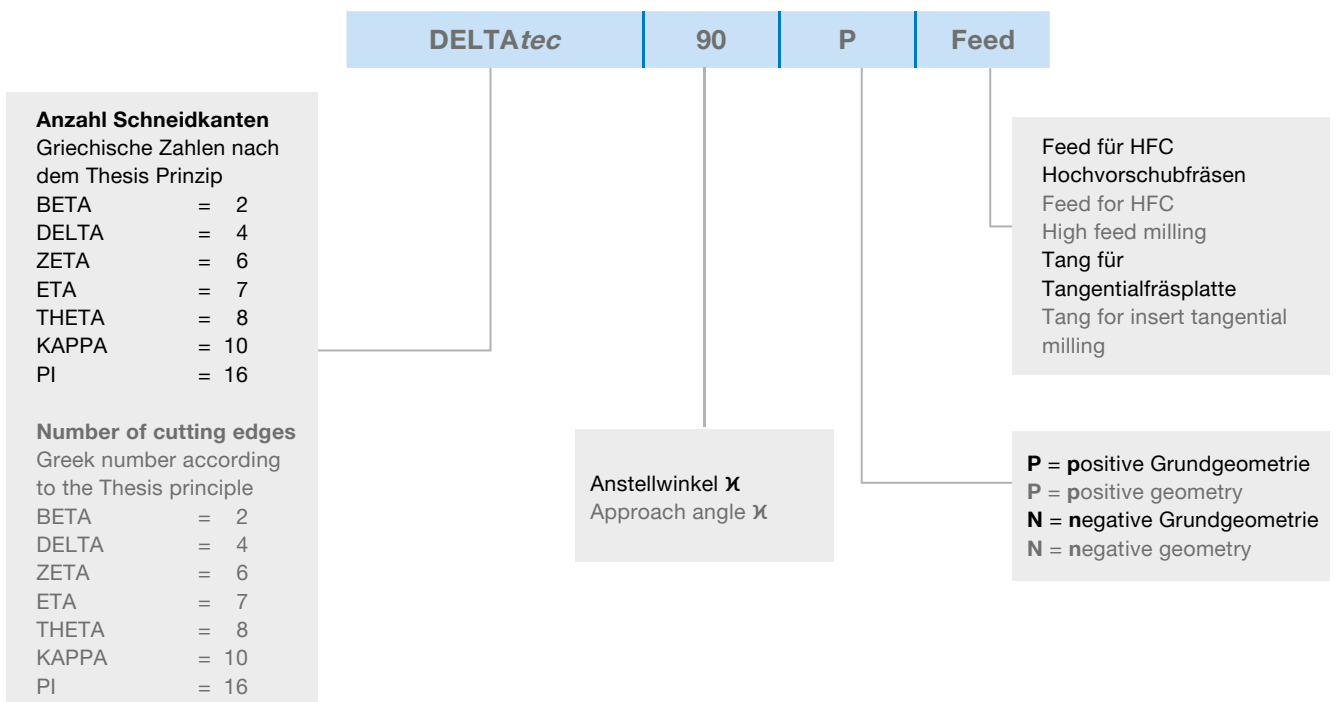 DELTAtec 90 P Feed
Anzahl Schneidkanten
Griechische Zahlen nach
dem Thesis Prinzip
BETA = 2
DELTA = 4
ZETA = 6
ETA = 7
THETA = 8
KAPPA = 10
PI = 16
Number of cutting edges
Greek number according
to the Thesis principle
BETA = 2
DELTA = 4
ZETA = 6
ETA = 7
THETA = 8
KAPPA = 10
PI = 16
Anstellwinkel ϰ
Approach angle ϰ
Feed für HFC
Hochvorschubfräsen
Feed for HFC
High feed milling
Tang für
Tangentialfräsplatte
Tang for insert tangential
milling
P = positive Grundgeometrie
P = positive geometry
N = negative Grundgeometrie
N = negative geometry